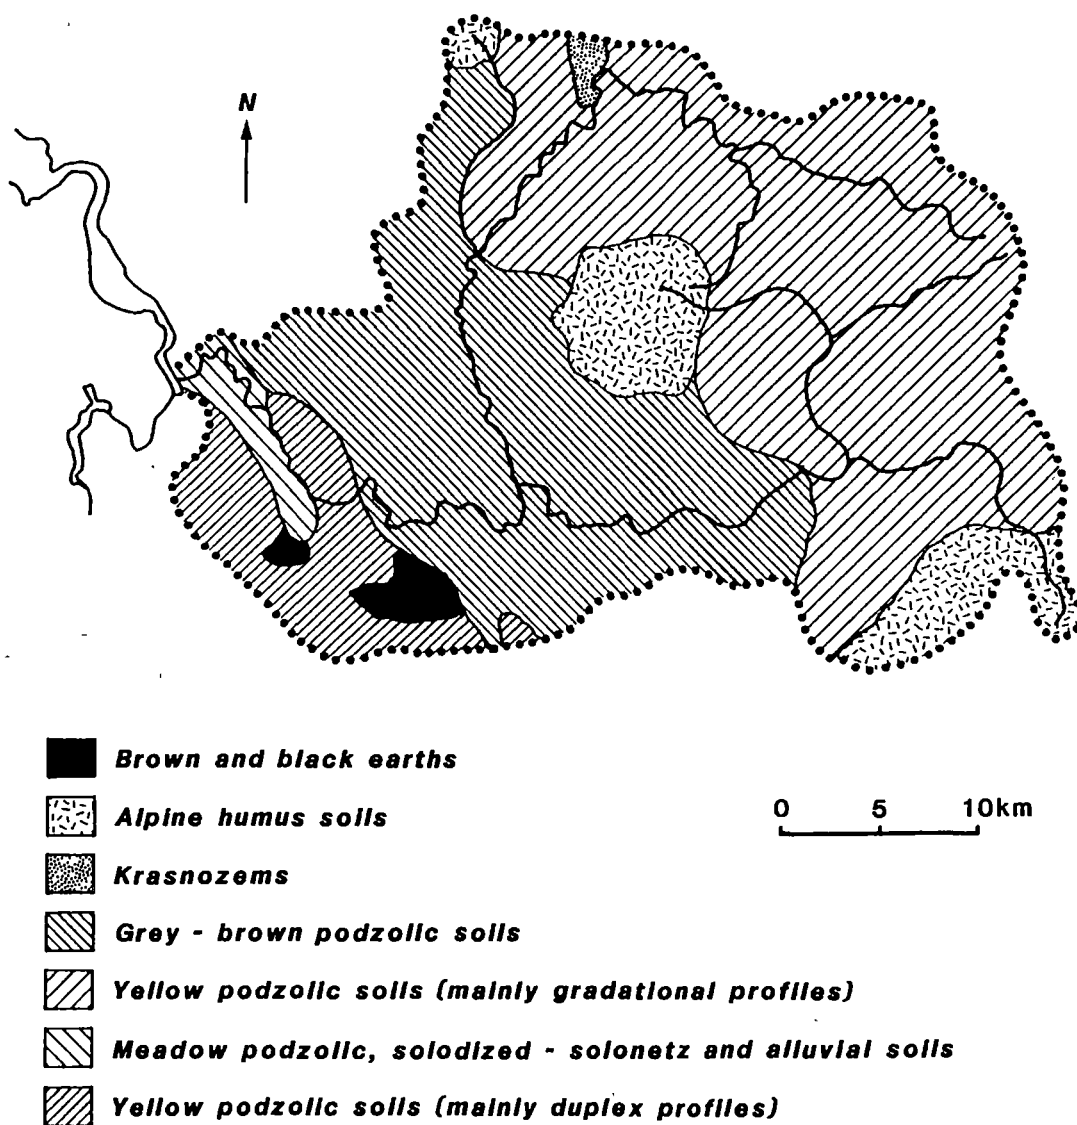 N
Brown and black earths
Alpine humus soils
Krasnozems
Grey - brown podzolic soils
Yellow podzolic soils (mainly gradational profiles)
Meadow podzolic, solodized - solonetz and alluvial soils
Yellow podzolic soils (mainly duplex profiles)
0 5 10km